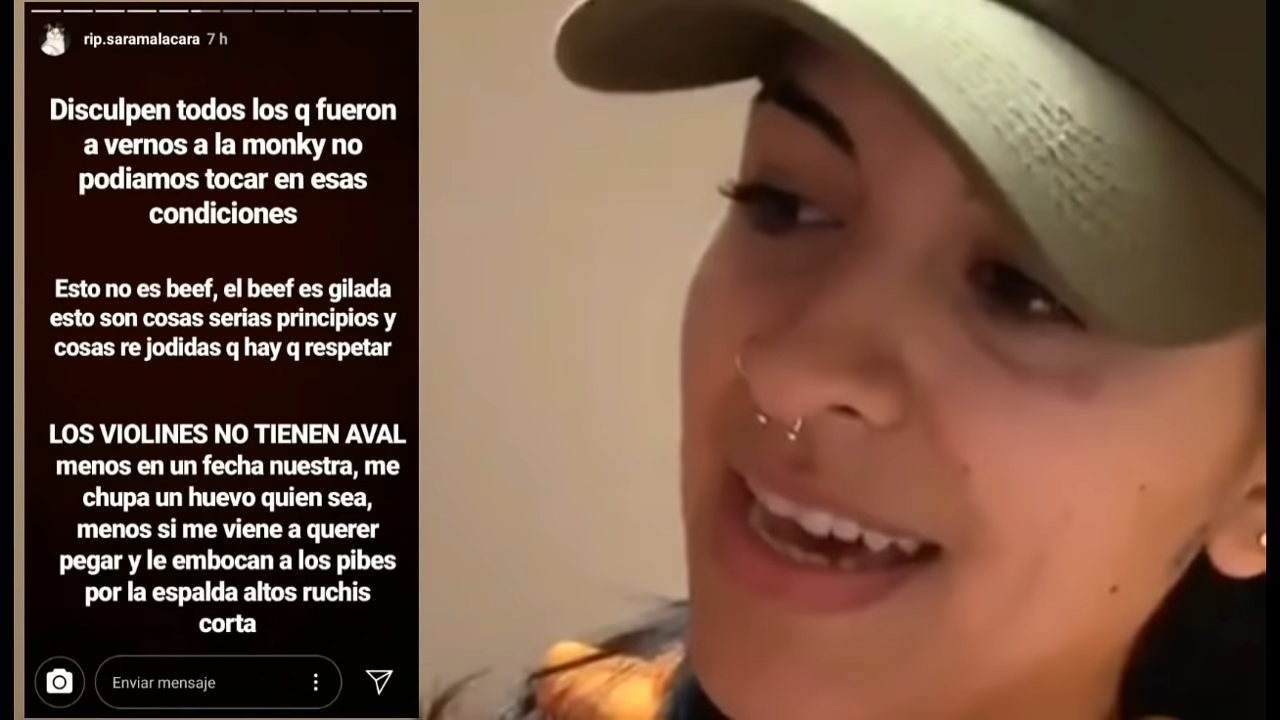 rip.saramalacara 7 h
Disculpen todos los q fueron
a vernos a la monky no
podiamos tocar en esas
condiciones
Esto no es beef, el beef es gilada
esto son cosas serias principios y
cosas re jodidas q hay q respetar
LOS VIOLINES NO TIENEN AVAL
menos en un fecha nuestra, me
chupa un huevo quien sea,
menos si me viene a querer
pegar y le embocan a los pibes
por la espalda altos ruchis
corta
Enviar mensaje